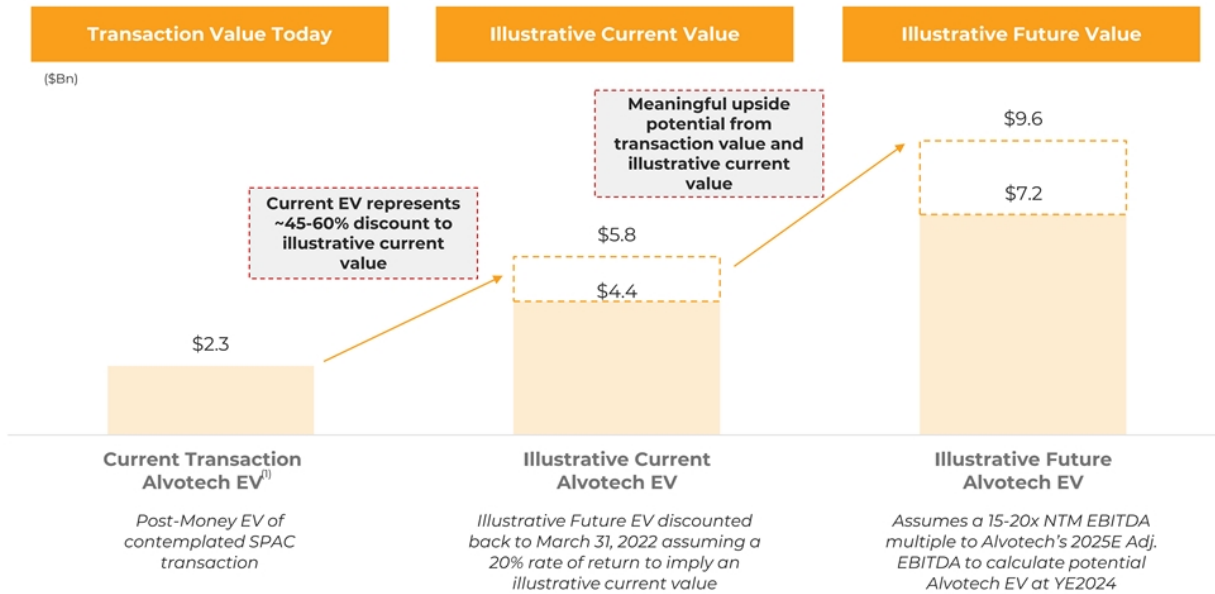 Transaction Value Today
Illustrative Current Value
Illustrative Future Value
($Bn)
Meaningful upside
potential from
transaction value and
illustrative current
value
$9.6
$7.2
Current EV represents
~45-60% discount to
illustrative current
value
$5.8
$4.4
$2.3
Current Transaction
Alvotech EV(1)
Illustrative Current
Alvotech EV
Illustrative Future
Alvotech EV
Post-Money EV of
contemplated SPAC
transaction
Illustrative Future EV discounted
back to March 31, 2022 assuming a
20% rate of return to imply an
illustrative current value
Assumes a 15-20x NTM EBITDA
multiple to Alvotech's 2025E Adj.
EBITDA to calculate potential
Alvotech EV at YE2024